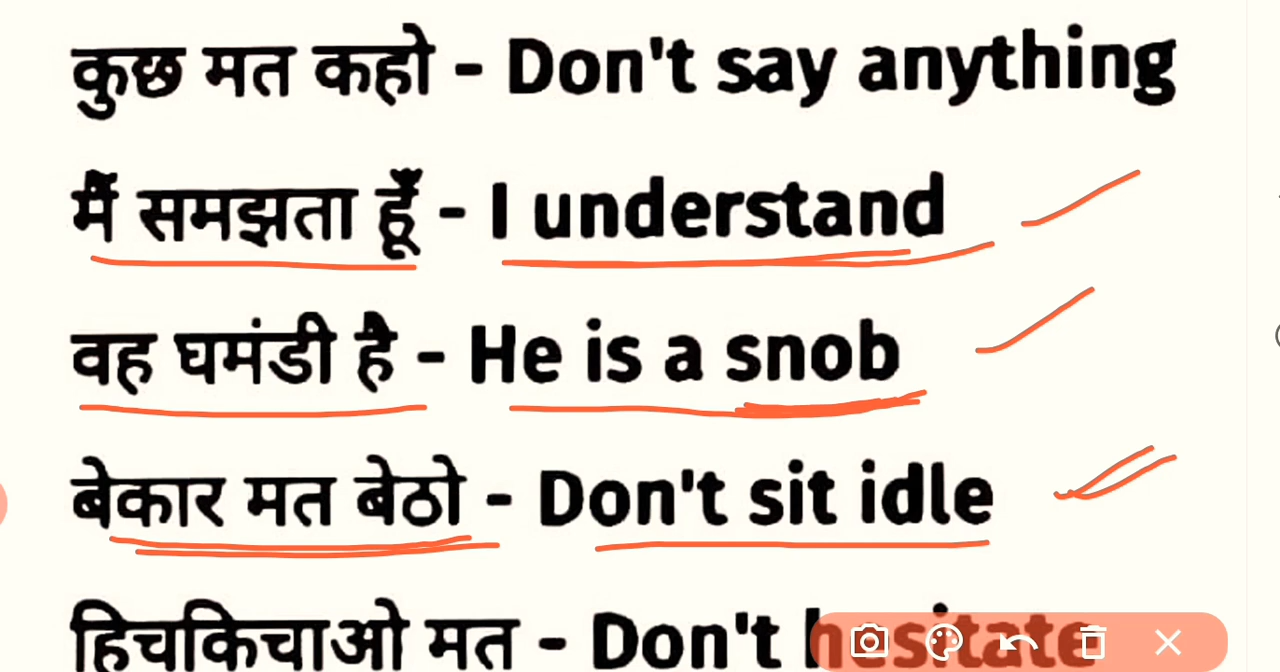 कुछ मत कहो - Don't say anything
मैं समझता हूँ - I understand
वह घमंडी है - He is a snob
बेकार मत बेठो - Don't sit idle
हिचकिचाओ मत - Don't hesitate